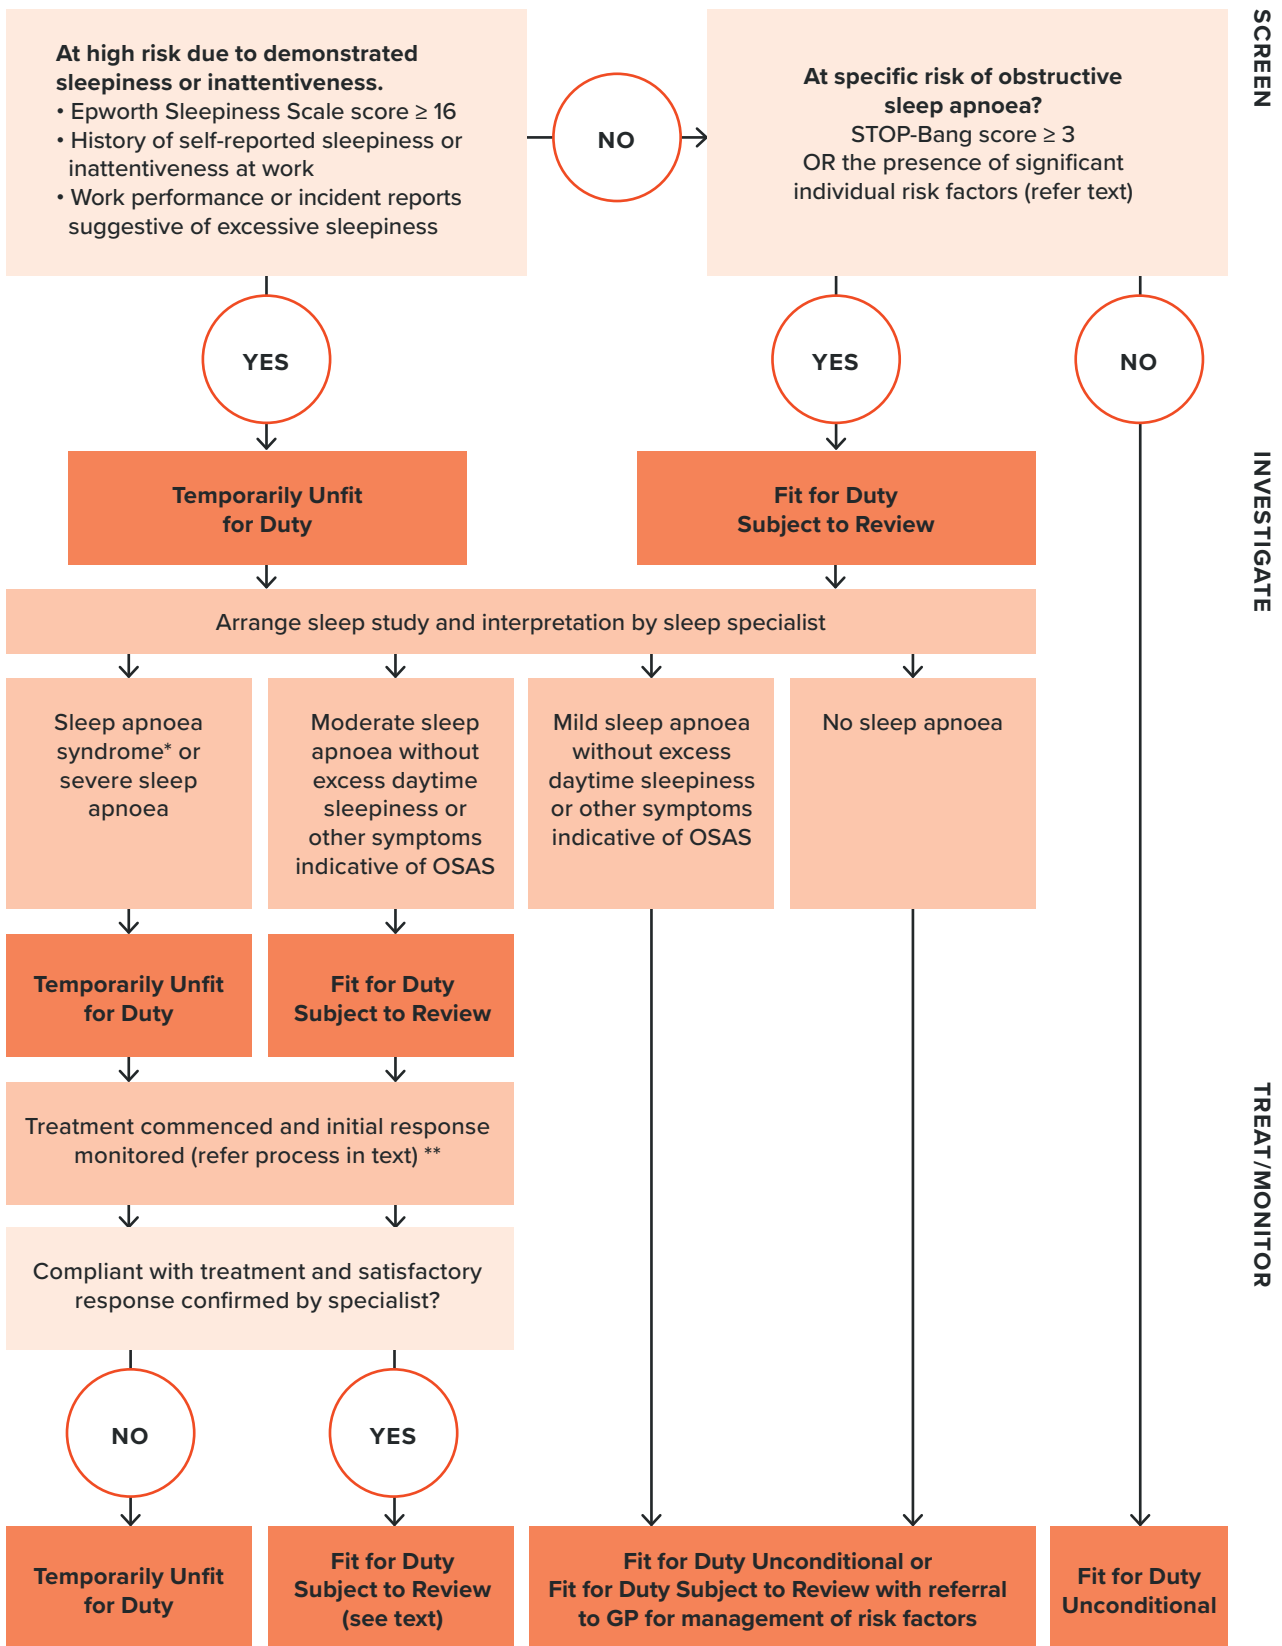 At high risk due to demonstrated
sleepiness or inattentiveness.
• Epworth Sleepiness Scale score ≥ 16
• History of self-reported sleepiness or
inattentiveness at work
• Work performance or incident reports
suggestive of excessive sleepiness
NO
At specific risk of obstructive
sleep apnoea?
STOP-Bang score ≥ 3
OR the presence of significant
individual risk factors (refer text)
SCREEN
YES
YES
NO
Temporarily Unfit
for Duty
Fit for Duty
Subject to Review
INVESTIGATE
Arrange sleep study and interpretation by sleep specialist
Sleep apnoea
syndrome* or
severe sleep
apnoea
Moderate sleep
apnoea without
excess daytime
sleepiness or
other symptoms
indicative of OSAS
Mild sleep apnoea
without excess
daytime sleepiness
or other symptoms
indicative of OSAS
No sleep apnoea
Temporarily Unfit
for Duty
Fit for Duty
Subject to Review
Treatment commenced and initial response
monitored (refer process in text) **
TREAT/MONITOR
Compliant with treatment and satisfactory
response confirmed by specialist?
NO
YES
Temporarily Unfit
for Duty
Fit for Duty
Subject to Review
(see text)
Fit for Duty Unconditional or
Fit for Duty Subject to Review with referral
to GP for management of risk factors
Fit for Duty
Unconditional